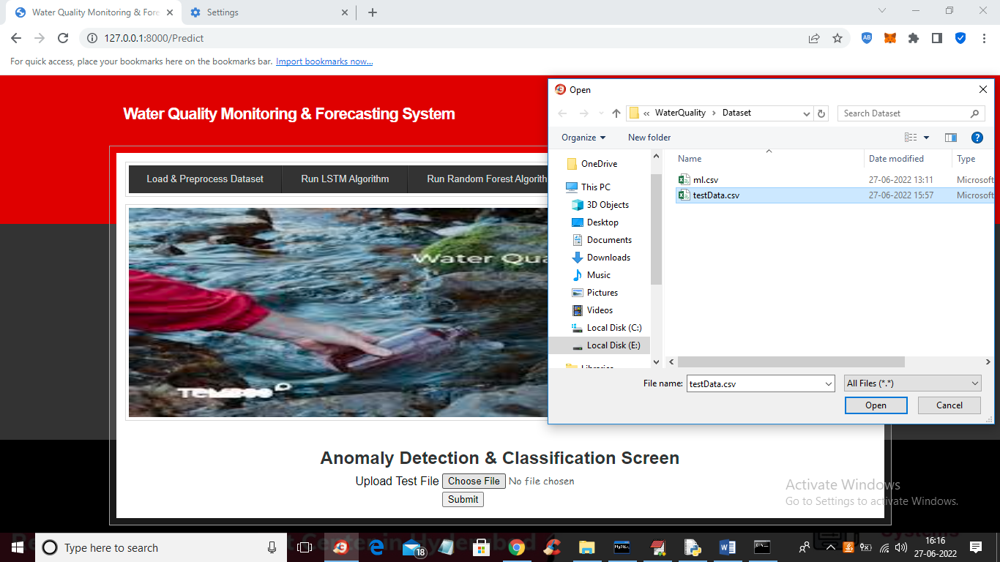 Water Quality Monitoring & Fore
Settings
127.0.0.1:8000/Predict
For quick access, place your bookmarks here on the bookmarks bar. Import bookmarks now...
Water Quality Monitoring & Forecasting System
Load & Preprocess Dataset
Run LSTM Algorithm
Run Random Forest Algorith
Water Qua
Open
« WaterQuality › Dataset
Search Dataset
Organize
New folder
OneDrive
This PC
3D Objects
Desktop
Documents
Downloads
Music
Pictures
Videos
Local Disk (C:)
Local Disk (E:)
Libraries
Name Date modified Type
ml.csv 27-06-2022 13:11 Microsoft
testData.csv 27-06-2022 15:57 Microsoft
File name: testData.csv
All Files (*.*)
Open
Cancel
Anomaly Detection & Classification Screen
Upload Test File Choose File No file chosen
Submit
Activate Windows
Go to Settings to activate Windows.
Systems
Type here to search
18
16:16
27-06-2022